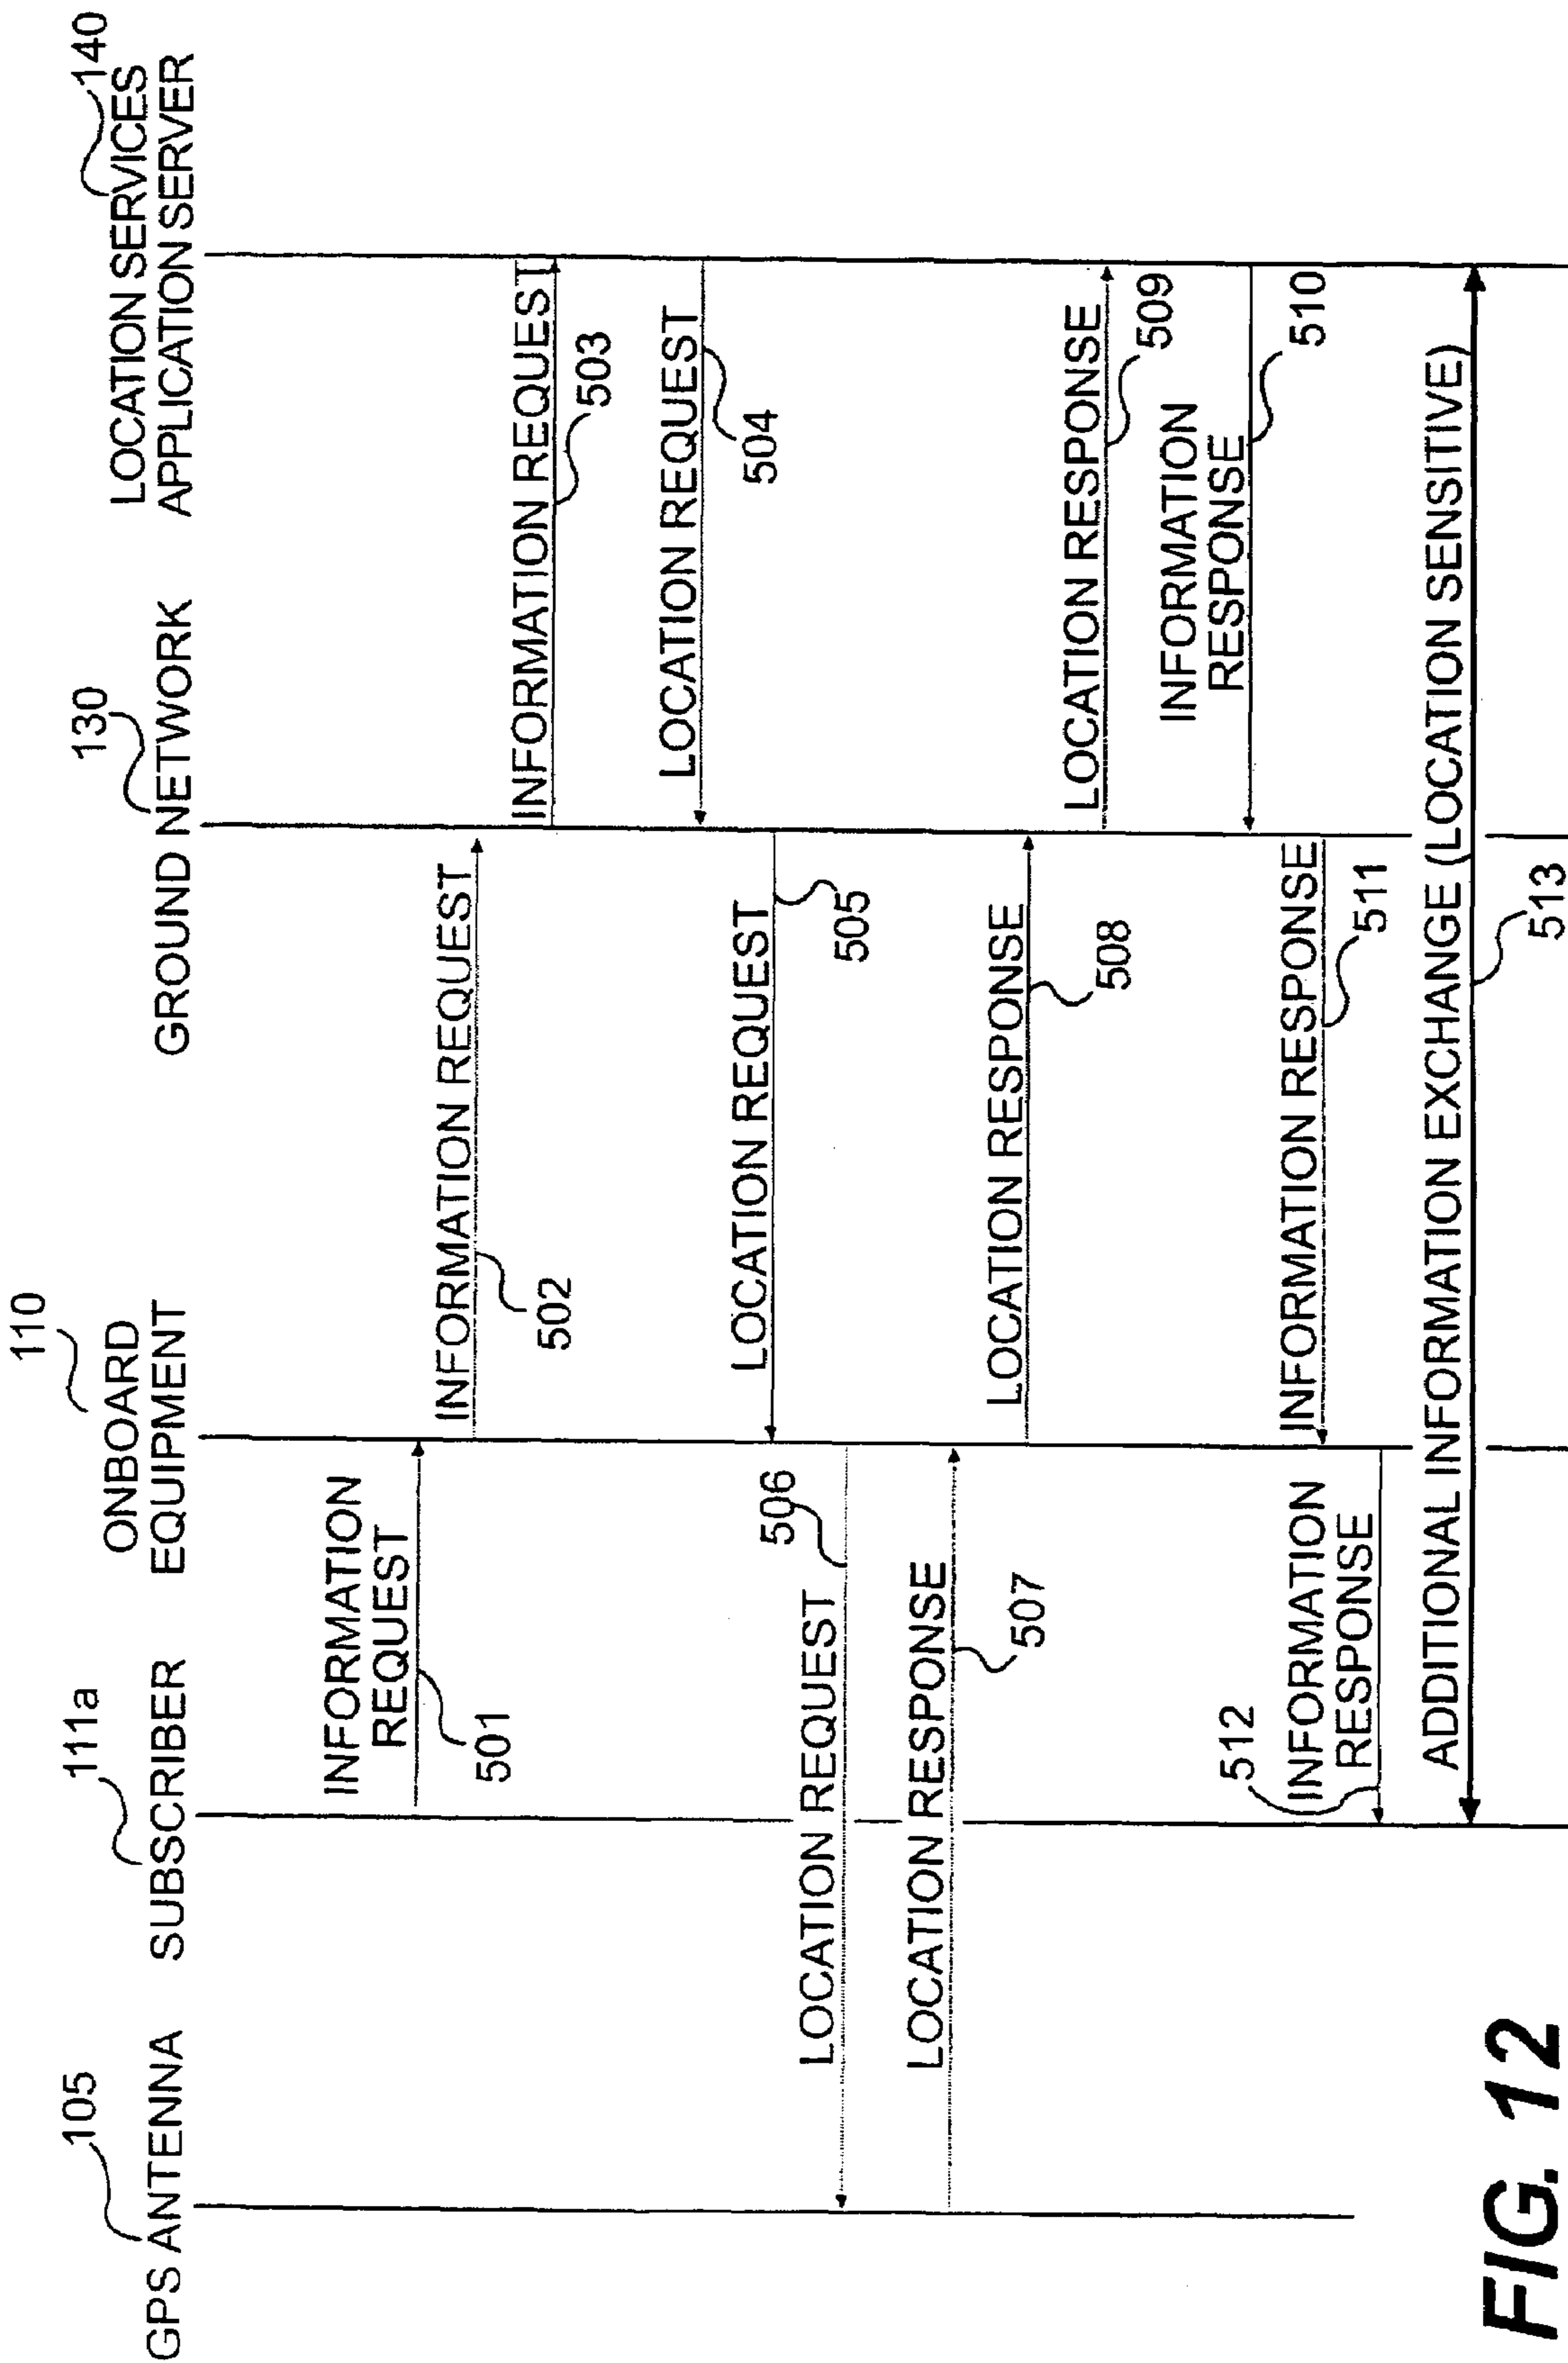 105
GPS ANTENNA
111a
SUBSCRIBER
110
ONBOARD
EQUIPMENT
130
GROUND NETWORK
140
LOCATION SERVICES
APPLICATION SERVER
INFORMATION
REQUEST
501
INFORMATION REQUEST
502
INFORMATION REQUEST
503
LOCATION REQUEST
504
LOCATION REQUEST
505
LOCATION REQUEST
506
LOCATION RESPONSE
507
LOCATION RESPONSE
508
LOCATION RESPONSE
509
INFORMATION
RESPONSE
510
INFORMATION RESPONSE
511
512
INFORMATION
RESPONSE
ADDITIONAL INFORMATION EXCHANGE (LOCATION SENSITIVE)
513
FIG. 12